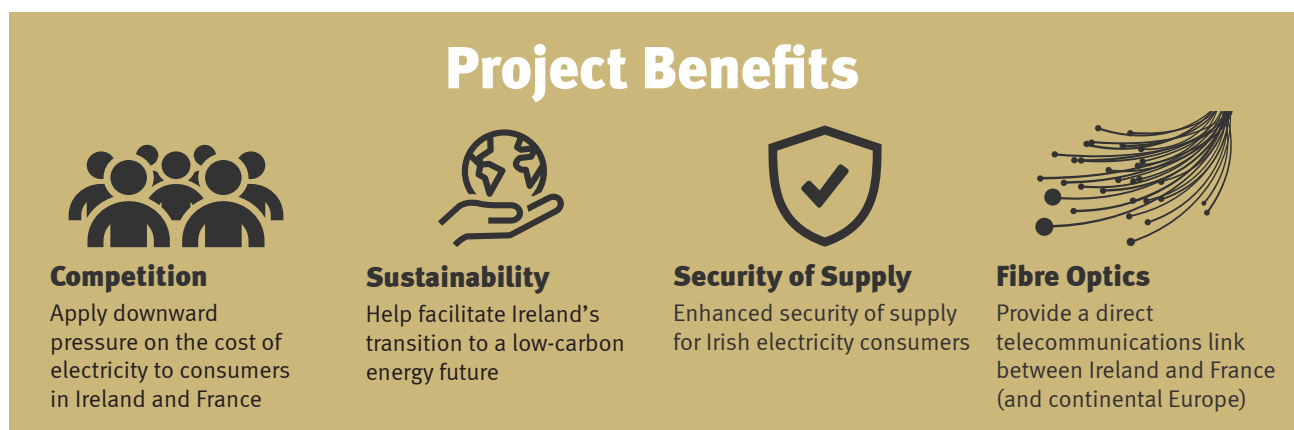 Project Benefits
Competition
Apply downward
pressure on the cost of
electricity to consumers
in Ireland and France
Sustainability
Help facilitate Ireland's
transition to a low-carbon
energy future
Security of Supply
Enhanced security of supply
for Irish electricity consumers
Fibre Optics
Provide a direct
telecommunications link
between Ireland and France
(and continental Europe)